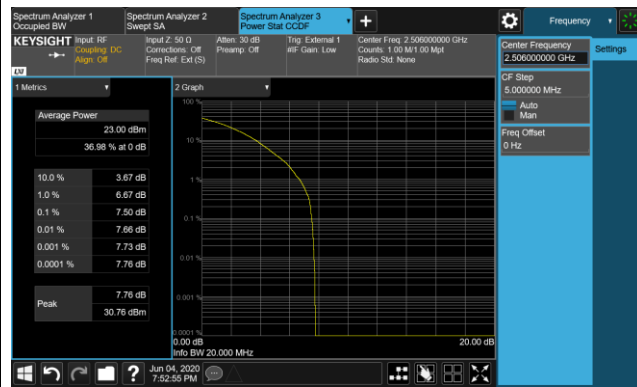 Spectrum Analyzer 1
Occupied BW
Spectrum Analyzer 2
Swept SA
Spectrum Analyzer 3
Power Stat CCDF
Frequency
KEYSIGHT
Input: RF
Coupling: DC
Align: Off
Input Z: 50 Ω
Corrections: Off
Freq Ref: Ext (S)
Atten: 30 dB
Preamp: Off
Trig: External 1
#IF Gain: Low
Center Freq: 2.506000000 GHz
Counts: 1.00 M/1.00 Mpt
Radio Std: None
LXI
Center Frequency
2.506000000 GHz
Settings
CF Step
5.000000 MHz
Auto
Man
Freq Offset
0 Hz
1 Metrics
Average Power
23.00 dBm
36.98 % at 0 dB
10.0 % 3.67 dB
1.0 % 6.67 dB
0.1 % 7.50 dB
0.01 % 7.66 dB
0.001 % 7.73 dB
0.0001 % 7.76 dB
Peak 7.76 dB
30.76 dBm
2 Graph
100 %
10 %
1 %
0.1 %
0.01 %
0.001 %
0.0001 %
0.00 dB 20.00 dB
Info BW 20.000 MHz
Jun 04, 2020
7:52:55 PM